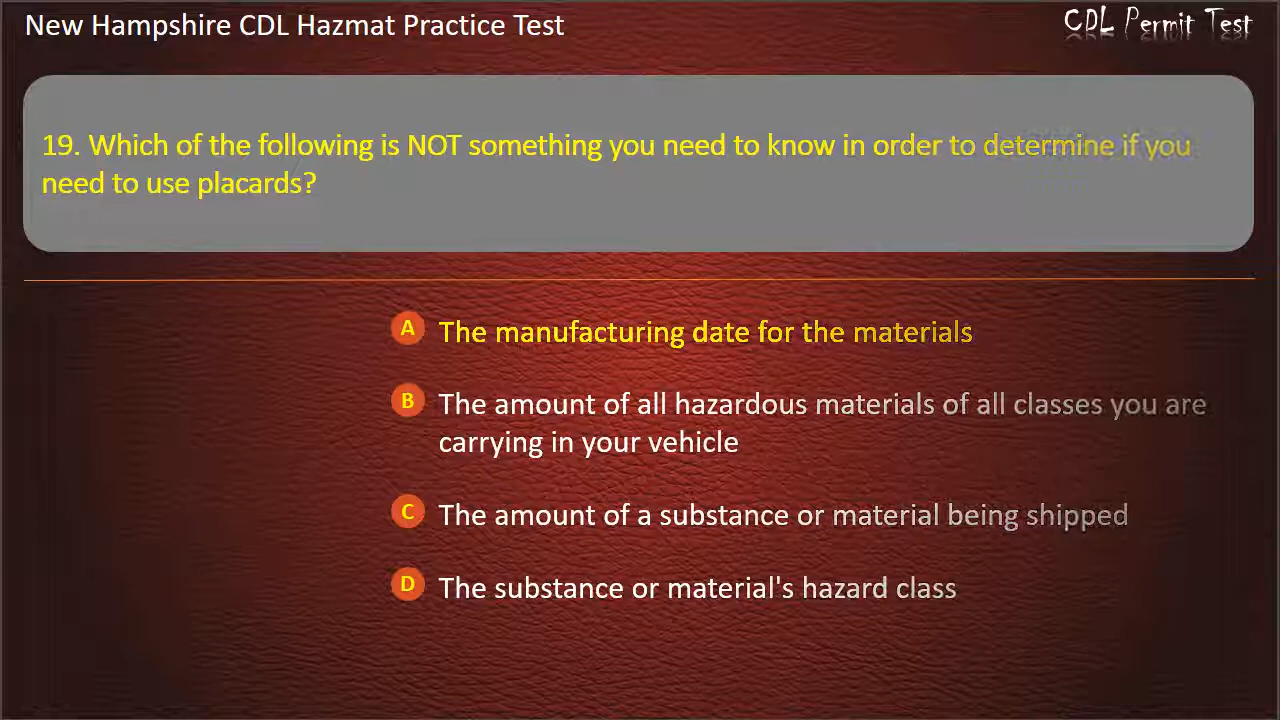 New Hampshire CDL Hazmat Practice Test
CDL Permit Test
19. Which of the following is NOT something you need to know in order to determine if you
need to use placards?
A The manufacturing date for the materials
B The amount of all hazardous materials of all classes you are
carrying in your vehicle
C The amount of a substance or material being shipped
D The substance or material's hazard class